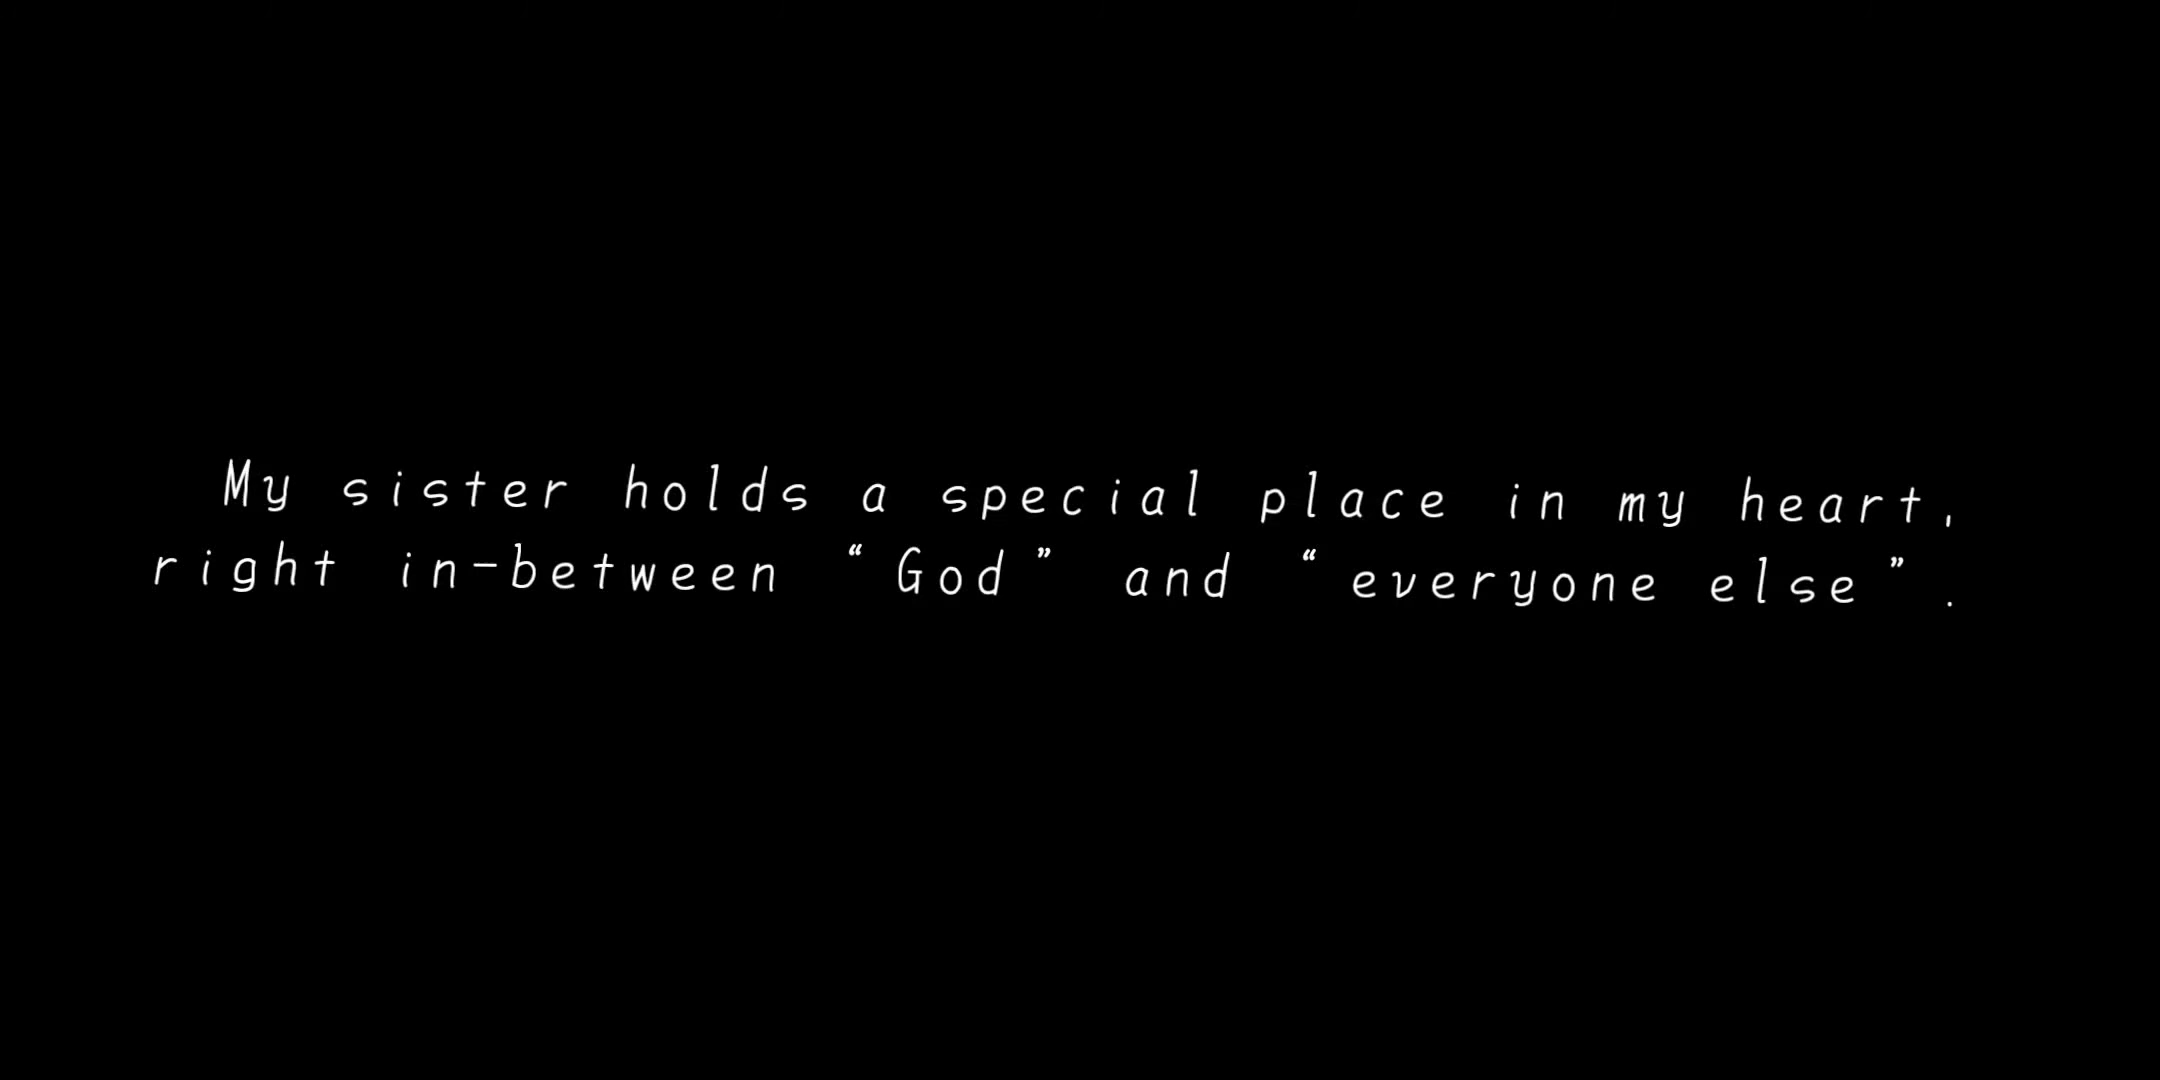 My sister holds a special place in my heart,
right in-between “God” and “everyone else”.